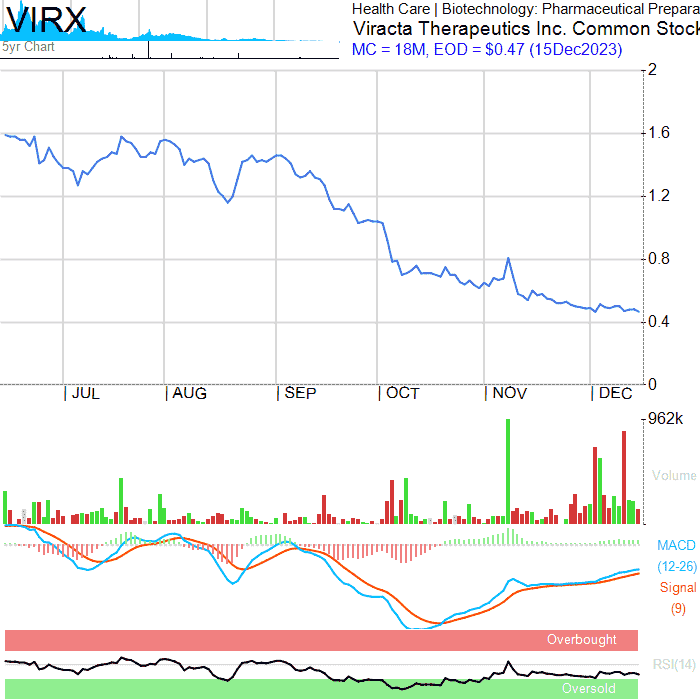 VIRX
5yr Chart
Health Care | Biotechnology: Pharmaceutical Prepara
Viracta Therapeutics Inc. Common Stock
MC = 18M, EOD = $0.47 (15Dec2023)
2
1.6
1.2
0.8
0.4
0
| JUL | AUG | SEP | OCT | NOV | DEC
962k
Volume
MACD
(12-26)
Signal
(9)
Overbought
RSI(14)
Oversold